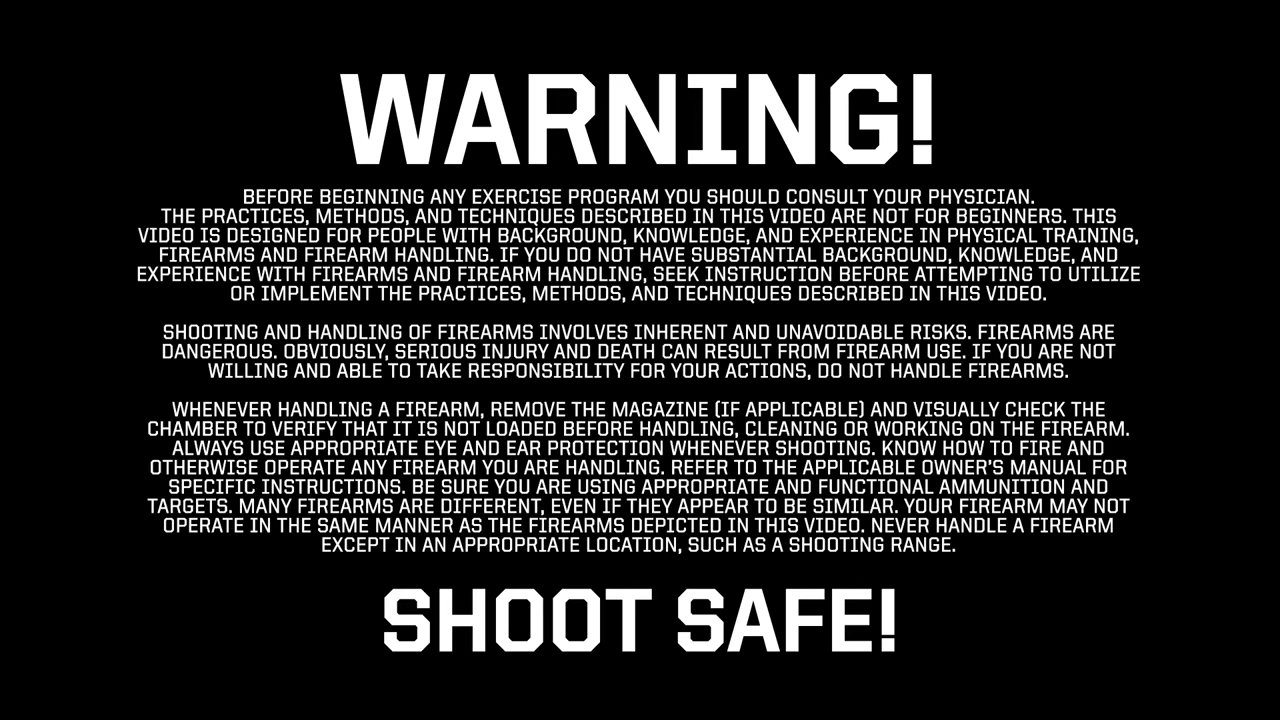 WARNING!
BEFORE BEGINNING ANY EXERCISE PROGRAM YOU SHOULD CONSULT YOUR PHYSICIAN.
THE PRACTICES, METHODS, AND TECHNIQUES DESCRIBED IN THIS VIDEO ARE NOT FOR BEGINNERS. THIS
VIDEO IS DESIGNED FOR PEOPLE WITH BACKGROUND, KNOWLEDGE, AND EXPERIENCE IN PHYSICAL TRAINING,
FIREARMS AND FIREARM HANDLING. IF YOU DO NOT HAVE SUBSTANTIAL BACKGROUND, KNOWLEDGE, AND
EXPERIENCE WITH FIREARMS AND FIREARM HANDLING, SEEK INSTRUCTION BEFORE ATTEMPTING TO UTILIZE
OR IMPLEMENT THE PRACTICES, METHODS, AND TECHNIQUES DESCRIBED IN THIS VIDEO.
SHOOTING AND HANDLING OF FIREARMS INVOLVES INHERENT AND UNAVOIDABLE RISKS. FIREARMS ARE
DANGEROUS. OBVIOUSLY, SERIOUS INJURY AND DEATH CAN RESULT FROM FIREARM USE. IF YOU ARE NOT
WILLING AND ABLE TO TAKE RESPONSIBILITY FOR YOUR ACTIONS, DO NOT HANDLE FIREARMS.
WHENEVER HANDLING A FIREARM, REMOVE THE MAGAZINE (IF APPLICABLE) AND VISUALLY CHECK THE
CHAMBER TO VERIFY THAT IT IS NOT LOADED BEFORE HANDLING, CLEANING OR WORKING ON THE FIREARM.
ALWAYS USE APPROPRIATE EYE AND EAR PROTECTION WHENEVER SHOOTING. KNOW HOW TO FIRE AND
OTHERWISE OPERATE ANY FIREARM YOU ARE HANDLING. REFER TO THE APPLICABLE OWNER'S MANUAL FOR
SPECIFIC INSTRUCTIONS. BE SURE YOU ARE USING APPROPRIATE AND FUNCTIONAL AMMUNITION AND
TARGETS. MANY FIREARMS ARE DIFFERENT, EVEN IF THEY APPEAR TO BE SIMILAR. YOUR FIREARM MAY NOT
OPERATE IN THE SAME MANNER AS THE FIREARMS DEPICTED IN THIS VIDEO. NEVER HANDLE A FIREARM
EXCEPT IN AN APPROPRIATE LOCATION, SUCH AS A SHOOTING RANGE.
SHOOT SAFE!